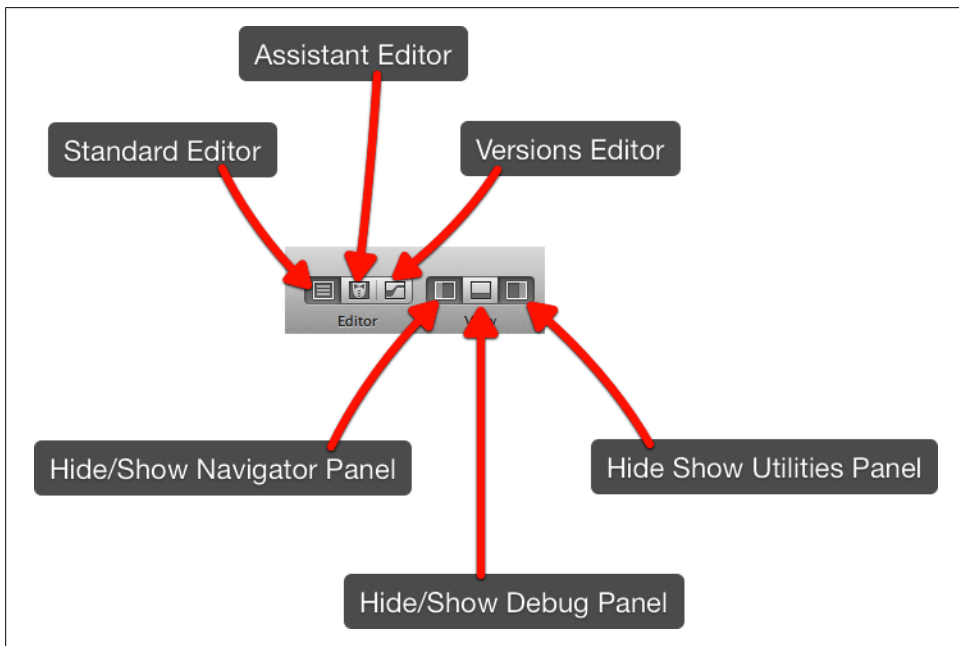 Assistant Editor
Standard Editor
Versions Editor
Editor
Hide/Show Navigator Panel
Hide Show Utilities Panel
Hide/Show Debug Panel